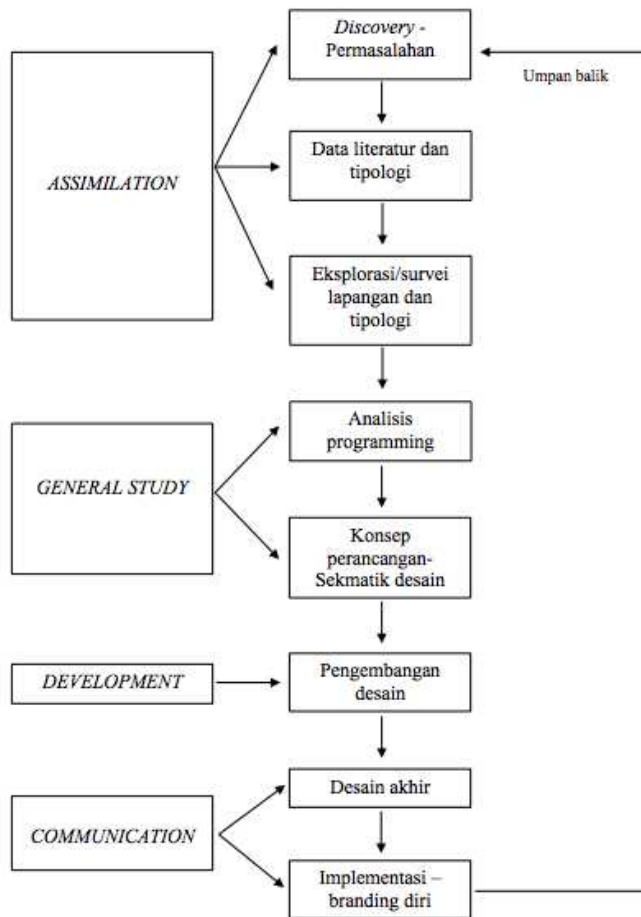 Discovery -
Permasalahan
Umpan balik
Data literatur dan
tipologi
ASSIMILATION
Eksplorasi/survei
lapangan dan
tipologi
Analisis
programming
GENERAL STUDY
Konsep
perancangan-
Sekmatik desain
DEVELOPMENT
Pengembangan
desain
Desain akhir
COMMUNICATION
Implementasi –
branding diri